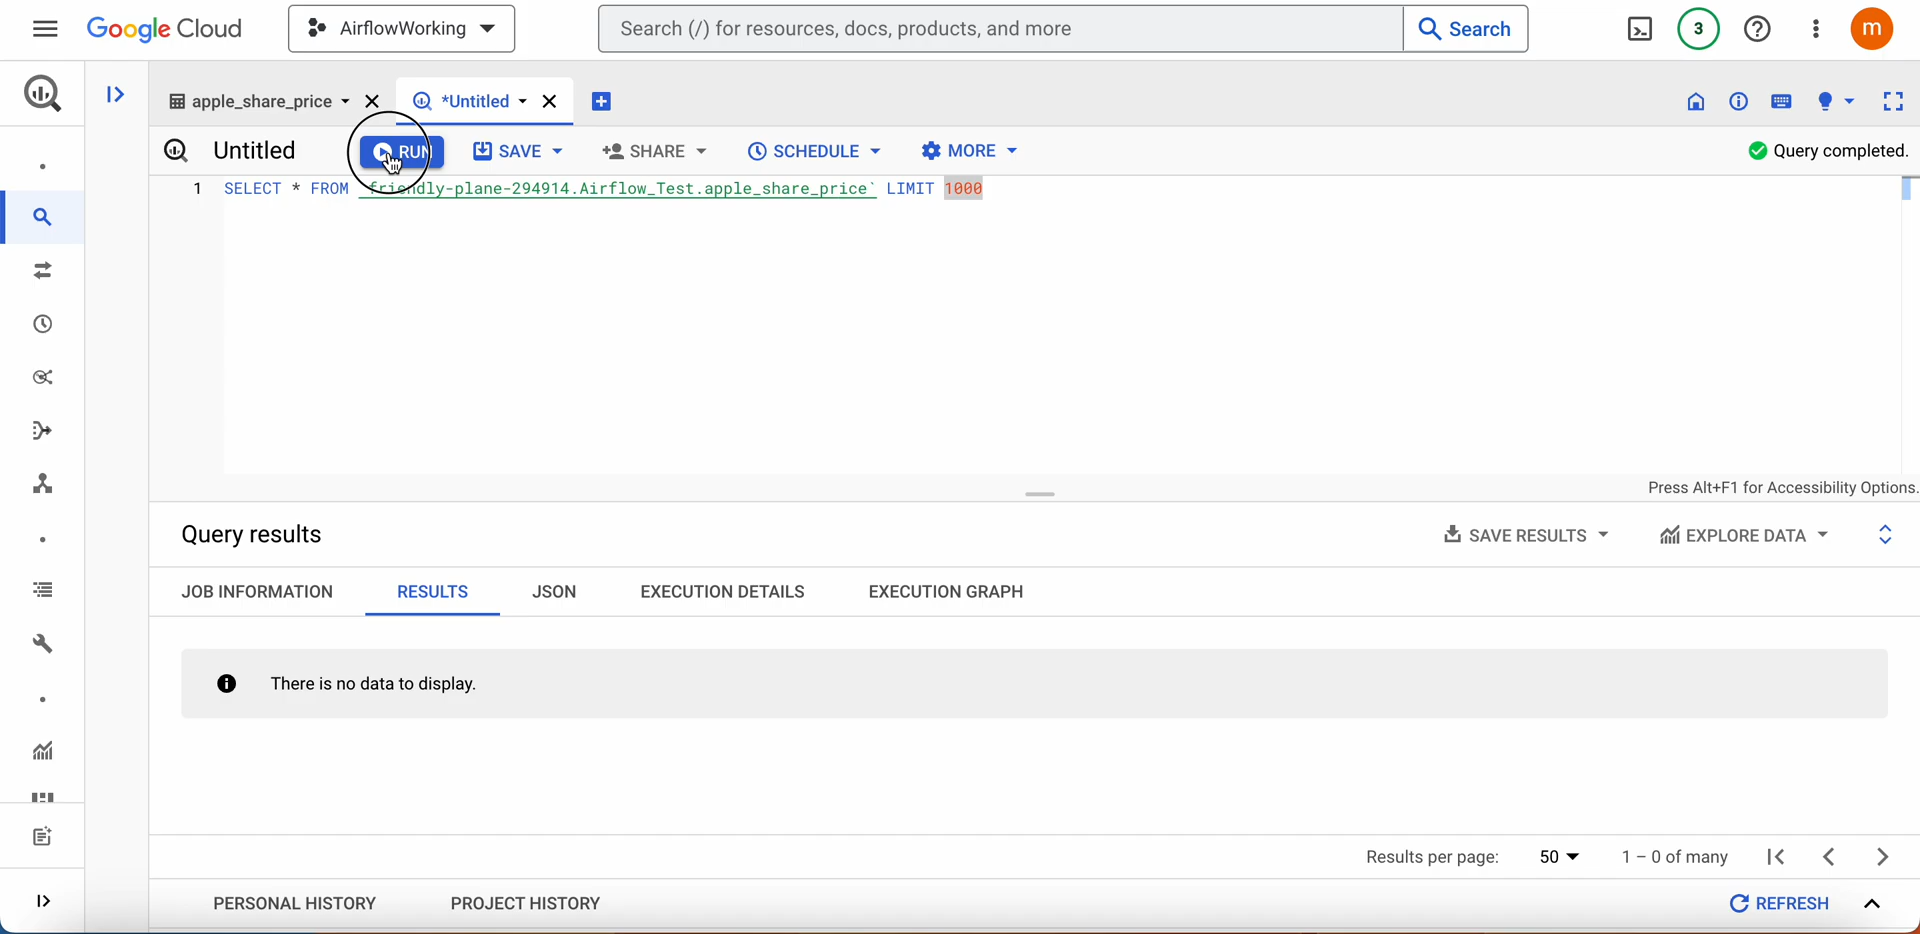 Google Cloud AirflowWorking Search (/) for resources, docs, products, and more Search 3 m
apple_share_price *Untitled
Untitled RUN SAVE SHARE SCHEDULE MORE Query completed.
1 SELECT * FROM `friendly-plane-294914.Airflow_Test.apple_share_price` LIMIT 1000
Press Alt+F1 for Accessibility Options.
Query results SAVE RESULTS EXPLORE DATA
JOB INFORMATION RESULTS JSON EXECUTION DETAILS EXECUTION GRAPH
There is no data to display.
Results per page: 50 1 – 0 of many
PERSONAL HISTORY PROJECT HISTORY REFRESH